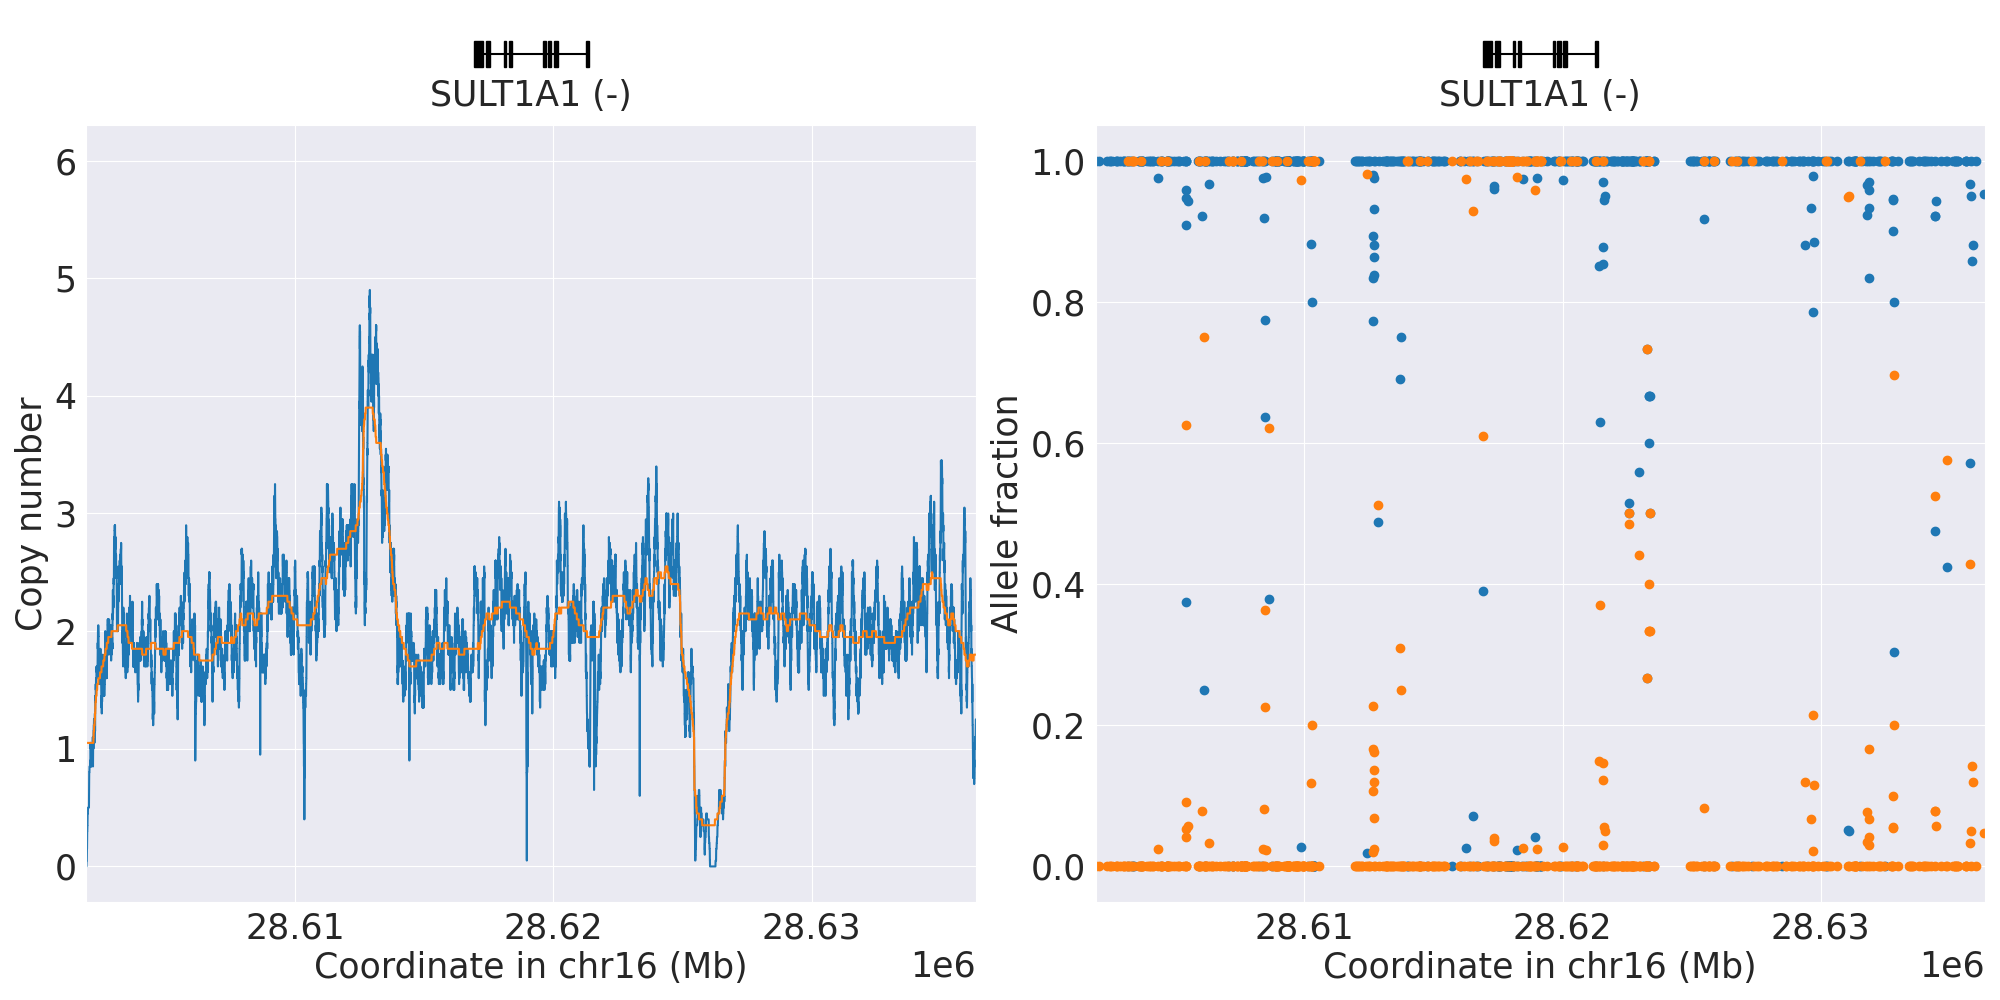 SULT1A1 (-)
6
5
4
3
2
1
0
Copy number
28.61
28.62
28.63
Coordinate in chr16 (Mb)
1e6
SULT1A1 (-)
1.0
0.8
0.6
0.4
0.2
0.0
Allele fraction
28.61
28.62
28.63
Coordinate in chr16 (Mb)
1e6